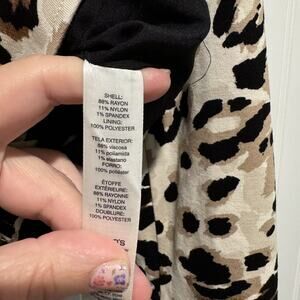 SHELL:
88% RAYON
11% NYLON
1% SPANDEX
LINING:
100% POLYESTER
TELA EXTERIOR:
88% viscosa
11% poliamida
1% elastano
FORRO:
100% poliéster
ÉTOFFE
EXTÉRIEURE:
88% RAYONNE
11% NYLON
1% SPANDEX
DOUBLURE:
100% POLYESTER